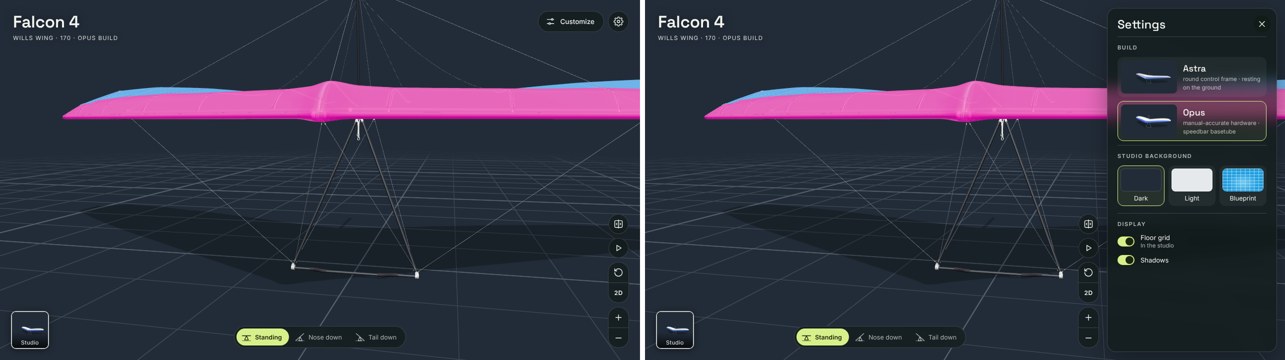 Falcon 4
WILLS WING · 170 · OPUS BUILD
Customize
2D
Studio
Standing
Nose down
Tail down
Falcon 4
WILLS WING · 170 · OPUS BUILD
2D
Studio
Standing
Nose down
Tail down
Settings
BUILD
Astra
round control frame · resting
on the ground
Opus
manual-accurate hardware ·
speedbar basetube
STUDIO BACKGROUND
Dark
Light
Blueprint
DISPLAY
Floor grid
In the studio
Shadows